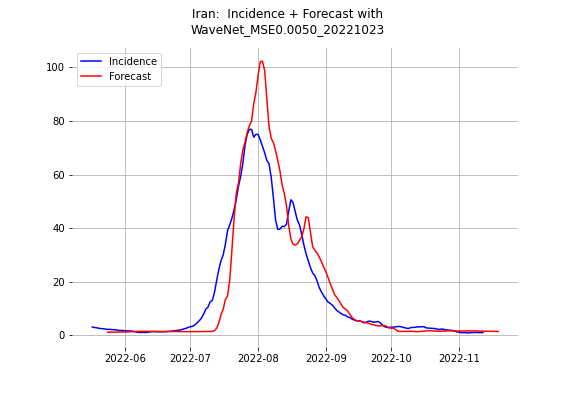 Iran:  Incidence + Forecast with
WaveNet_MSE0.0050_20221023
Incidence
Forecast
100
80
60
40
20
0
2022-06 2022-07 2022-08 2022-09 2022-10 2022-11